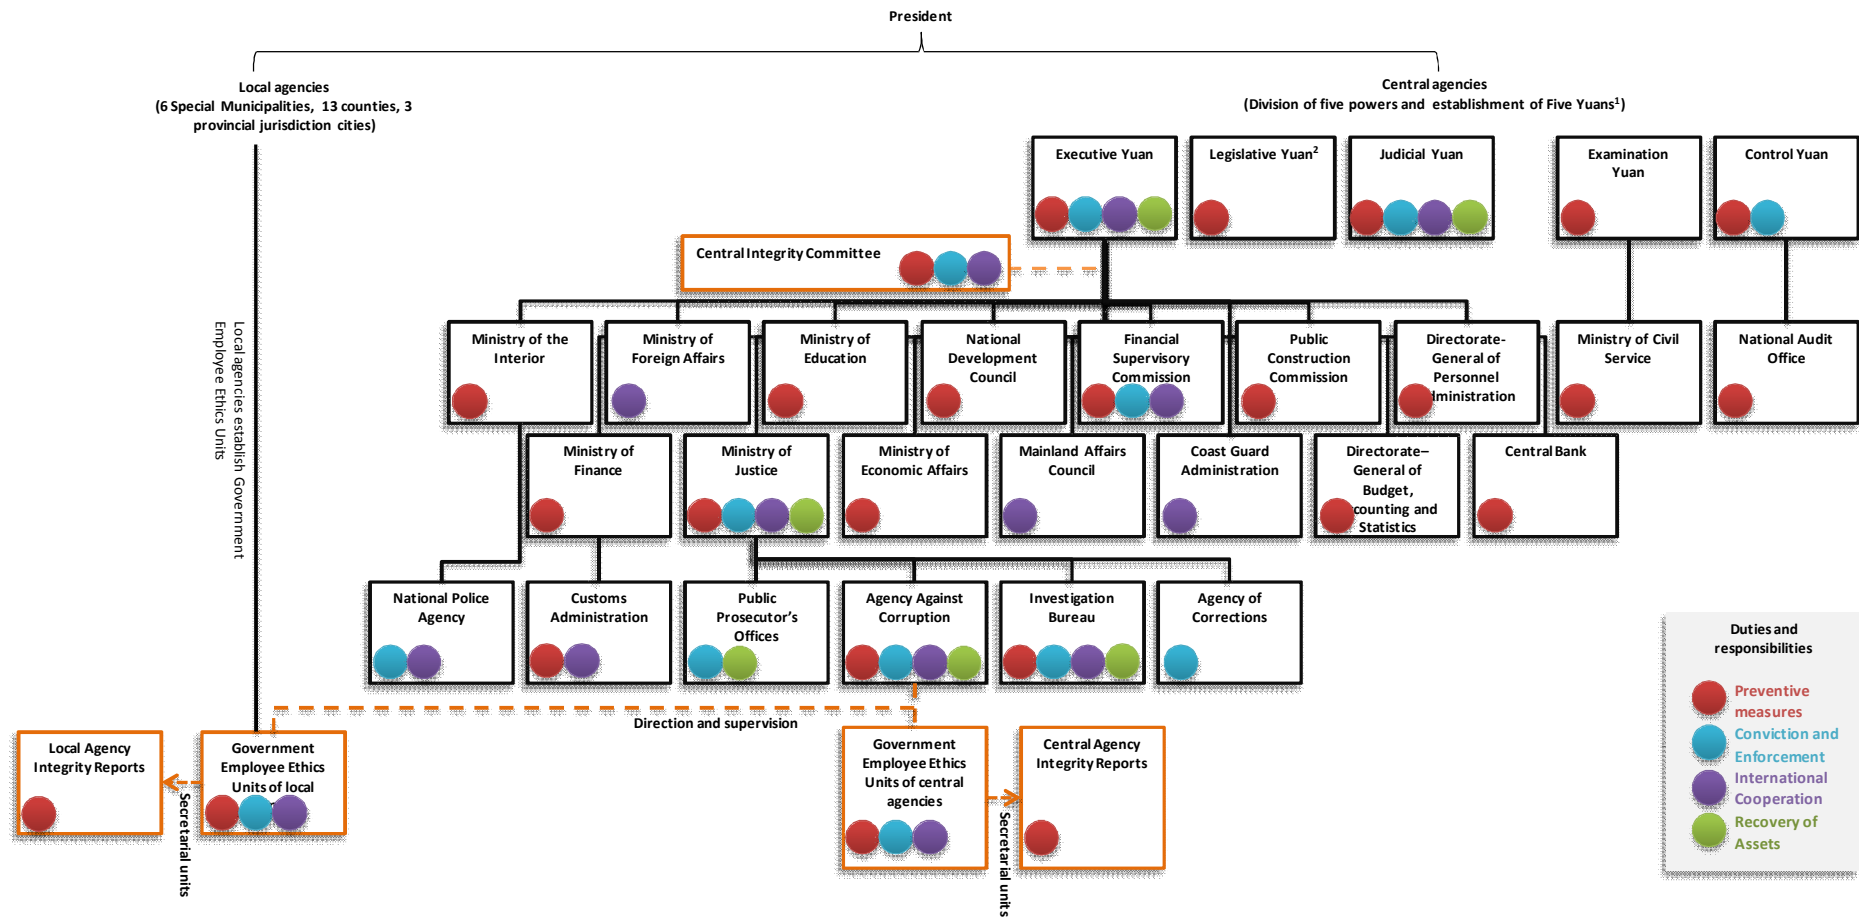 President
Local agencies
(6 Special Municipalities, 13 counties, 3
provincial jurisdiction cities)
Central agencies
(Division of five powers and establishment of Five Yuans1)
Executive Yuan
Legislative Yuan2
Judicial Yuan
Examination
Yuan
Control Yuan
Central Integrity Committee
Local agencies establish Government
Employee Ethics Units
Ministry of the
Interior
Ministry of
Foreign Affairs
Ministry of
Education
National
Development
Council
Financial
Supervisory
Commission
Public
Construction
Commission
Directorate-
General of
Personnel
dministration
Ministry of Civil
Service
National Audit
Office
Ministry of
Finance
Ministry of
Justice
Ministry of
Economic Affairs
Mainland Affairs
Council
Coast Guard
Administration
Directorate–
General of
Budget,
counting and
Statistics
Central Bank
National Police
Agency
Customs
Administration
Public
Prosecutor's
Offices
Agency Against
Corruption
Investigation
Bureau
Agency of
Corrections
Direction and supervision
Local Agency
Integrity Reports
Secretarial units
Government
Employee Ethics
Units of local
Government
Employee Ethics
Units of central
agencies
Secretarial units
Central Agency
Integrity Reports
Duties and
responsibilities
Preventive
measures
Conviction and
Enforcement
International
Cooperation
Recovery of
Assets